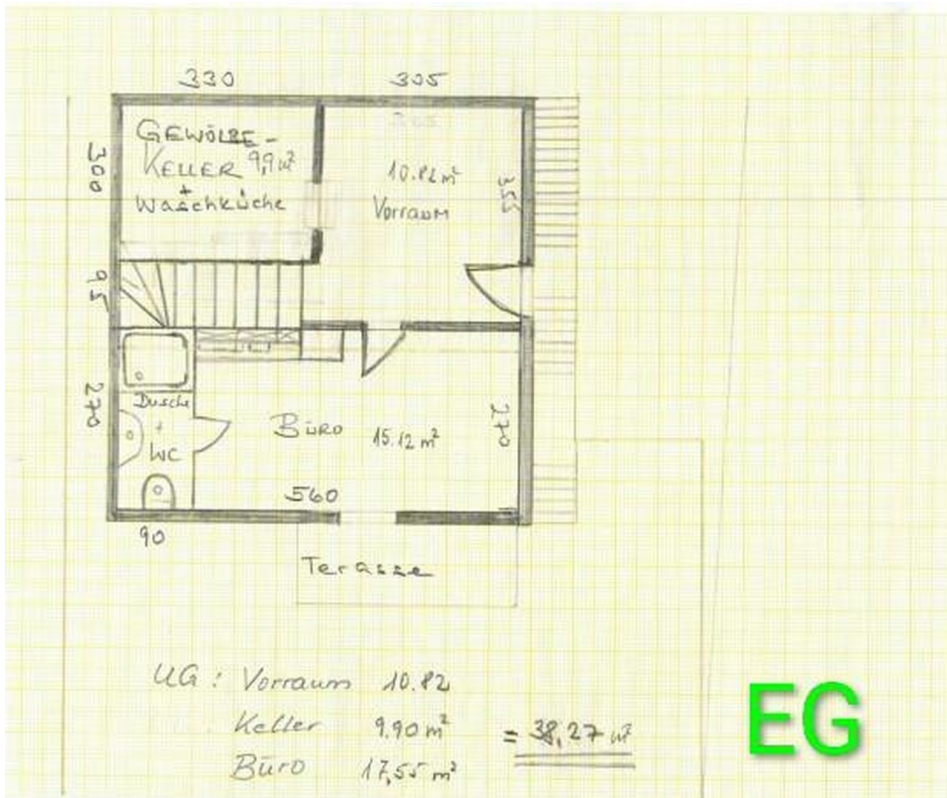 330
305
GEWÖLBE-
KELLER 9,9 m²
+
Waschküche
300
10.82 m²
Vorraum
355
95
270
Dusche
+
WC
BÜRO 15.12 m²
270
560
90
Terasse
UG : Vorraum 10.82
Keller 9.90 m²
= 38,27 m²
Büro 17,55 m²
EG